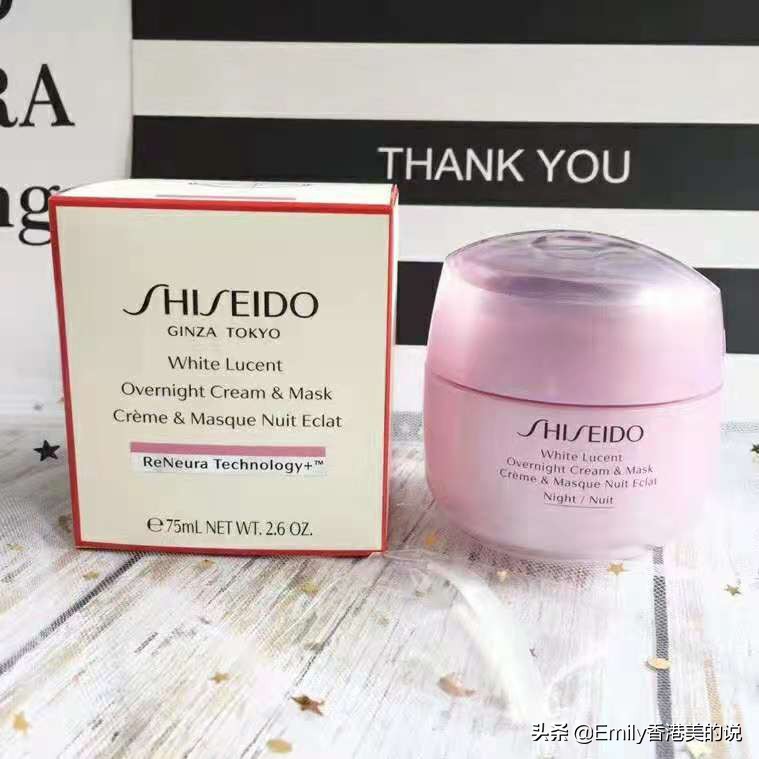 RA
ng
THANK YOU
SHISEIDO
GINZA TOKYO
White Lucent
Overnight Cream & Mask
Crème & Masque Nuit Eclat
ReNeura Technology+™
℮75mL NET WT. 2.6 OZ.
SHISEIDO
White Lucent
Overnight Cream & Mask
Crème & Masque Nuit Eclat
Night / Nuit
头条 @Emily香港美的说